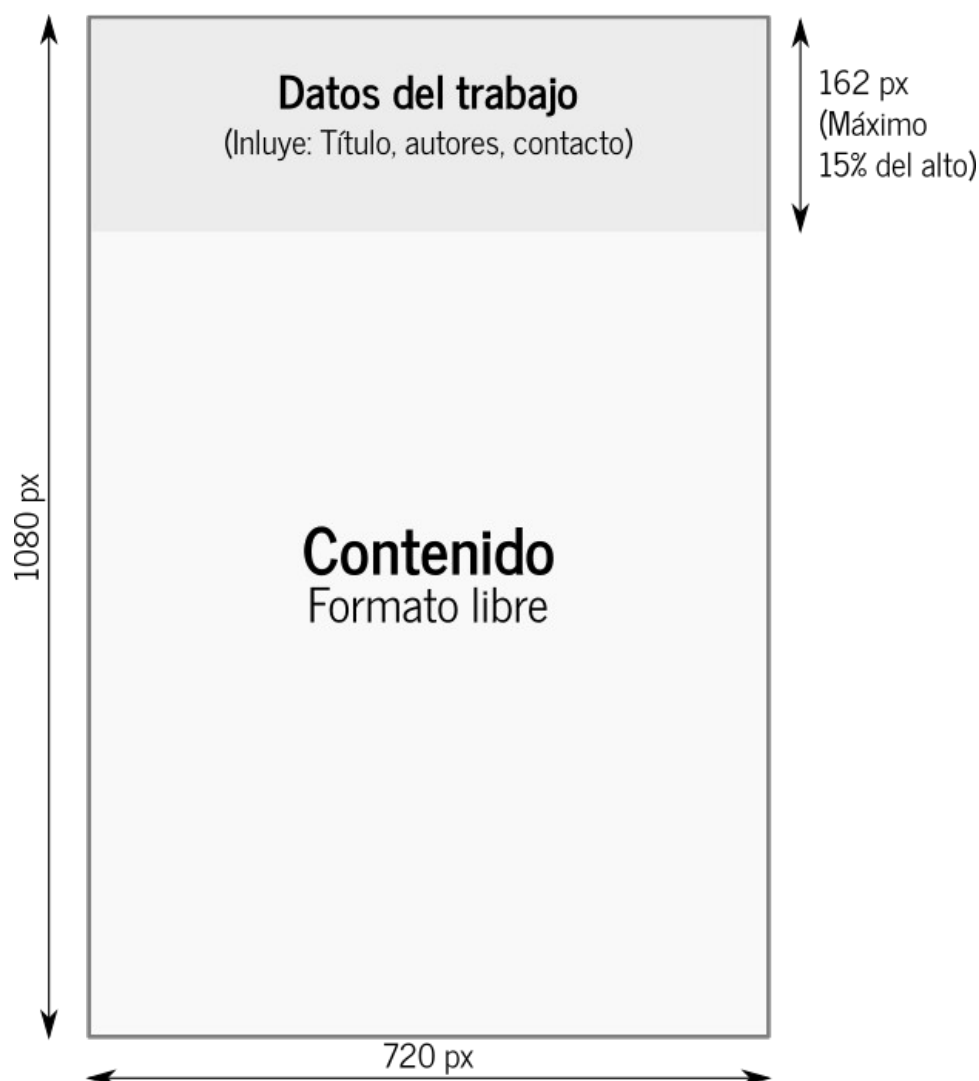 Datos del trabajo
(Inluye: Título, autores, contacto)
162 px
(Máximo
15% del alto)
1080 px
Contenido
Formato libre
720 px